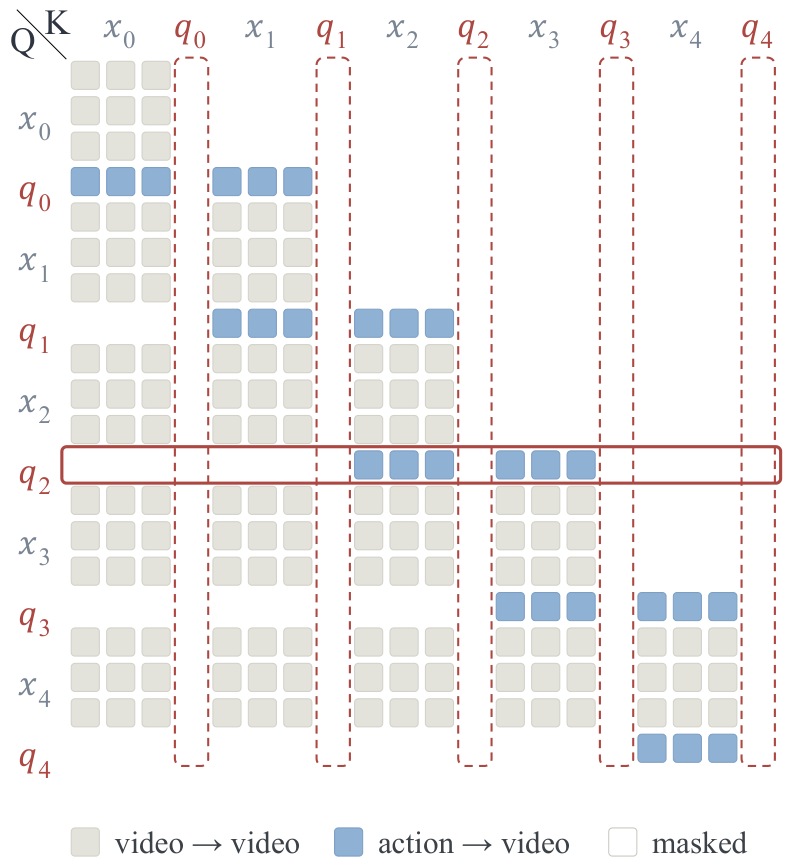 K
Q
x₀ q₀ x₁ q₁ x₂ q₂ x₃ q₃ x₄ q₄
x₀
q₀
x₁
q₁
x₂
q₂
x₃
q₃
x₄
q₄
video → video action → video masked